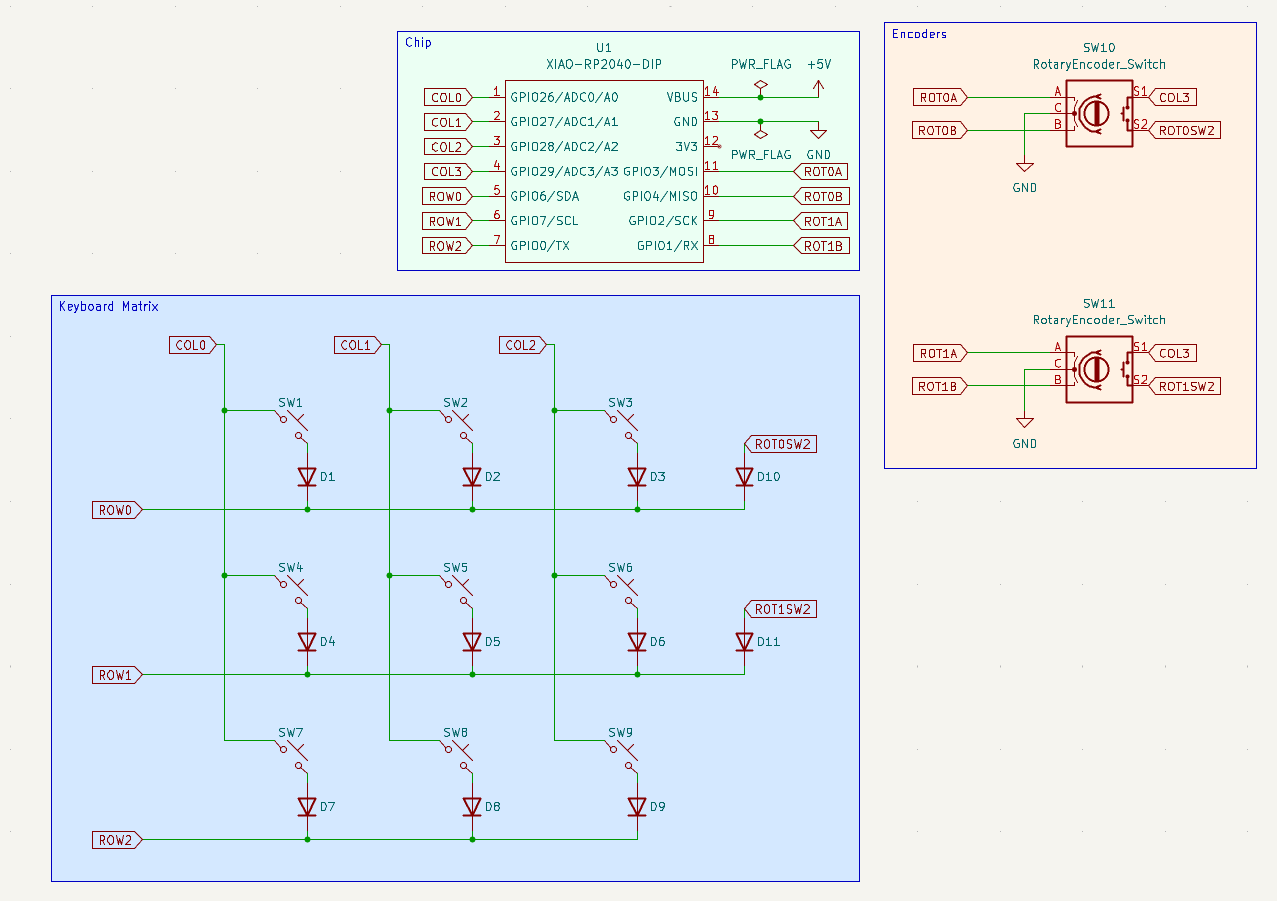 Chip
U1
XIAO-RP2040-DIP
PWR_FLAG
+5V
COL0
1
GPIO26/ADC0/A0
VBUS
14
COL1
2
GPIO27/ADC1/A1
GND
13
COL2
3
GPIO28/ADC2/A2
3V3
12
PWR_FLAG
GND
COL3
4
GPIO29/ADC3/A3
GPIO3/MOSI
11
ROT0A
ROW0
5
GPIO6/SDA
GPIO4/MISO
10
ROT0B
ROW1
6
GPIO7/SCL
GPIO2/SCK
9
ROT1A
ROW2
7
GPIO0/TX
GPIO1/RX
8
ROT1B
Encoders
SW10
RotaryEncoder_Switch
ROT0A
A
S1
COL3
C
ROT0B
B
S2
ROT0SW2
GND
SW11
RotaryEncoder_Switch
ROT1A
A
S1
COL3
C
ROT1B
B
S2
ROT1SW2
GND
Keyboard Matrix
COL0
COL1
COL2
SW1
SW2
SW3
ROT0SW2
D1
D2
D3
D10
ROW0
SW4
SW5
SW6
ROT1SW2
D4
D5
D6
D11
ROW1
SW7
SW8
SW9
D7
D8
D9
ROW2